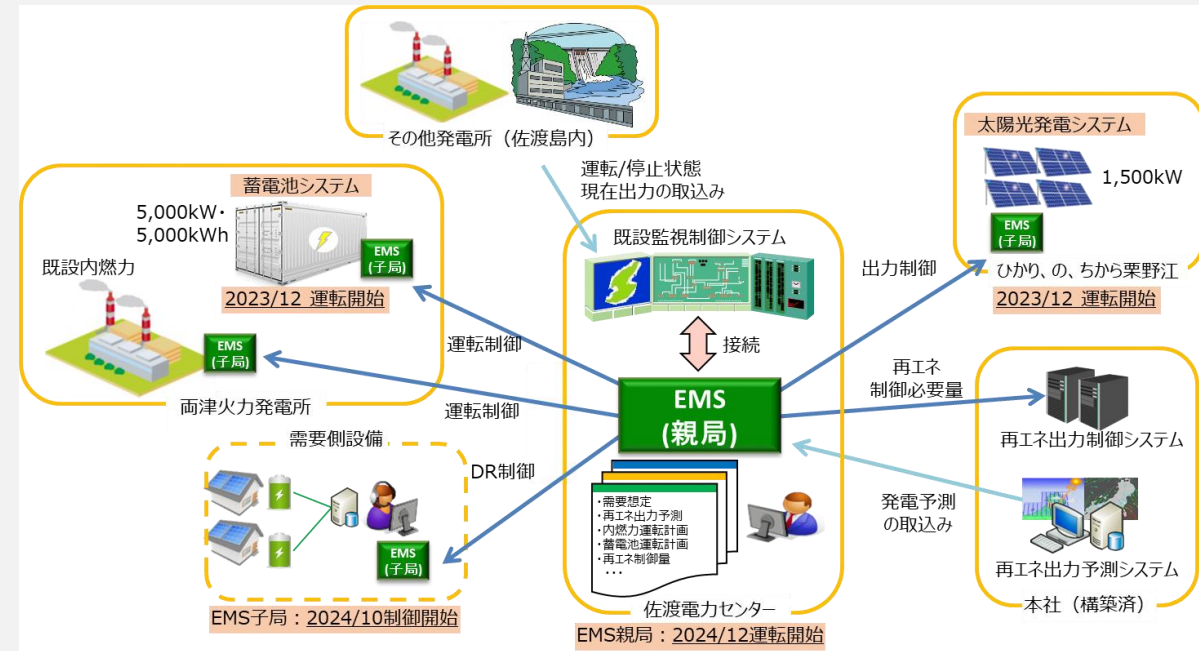 その他発電所（佐渡島内）
運転/停止状態
現在出力の取込み
太陽光発電システム
1,500kW
EMS
(子局)
ひかり、の、ちから栗野江
2023/12 運転開始
蓄電池システム
5,000kW・
5,000kWh
EMS
(子局)
2023/12 運転開始
既設内燃力
EMS
(子局)
両津火力発電所
既設監視制御システム
接続
EMS
(親局)
出力制御
運転制御
運転制御
DR制御
再エネ
制御必要量
発電予測
の取込み
再エネ出力制御システム
再エネ出力予測システム
本社（構築済）
需要側設備
EMS
(子局)
EMS子局：2024/10制御開始
・需要想定
・再エネ出力予測
・内燃力運転計画
・蓄電池運転計画
・再エネ制御量
・・・
佐渡電力センター
EMS親局：2024/12運転開始